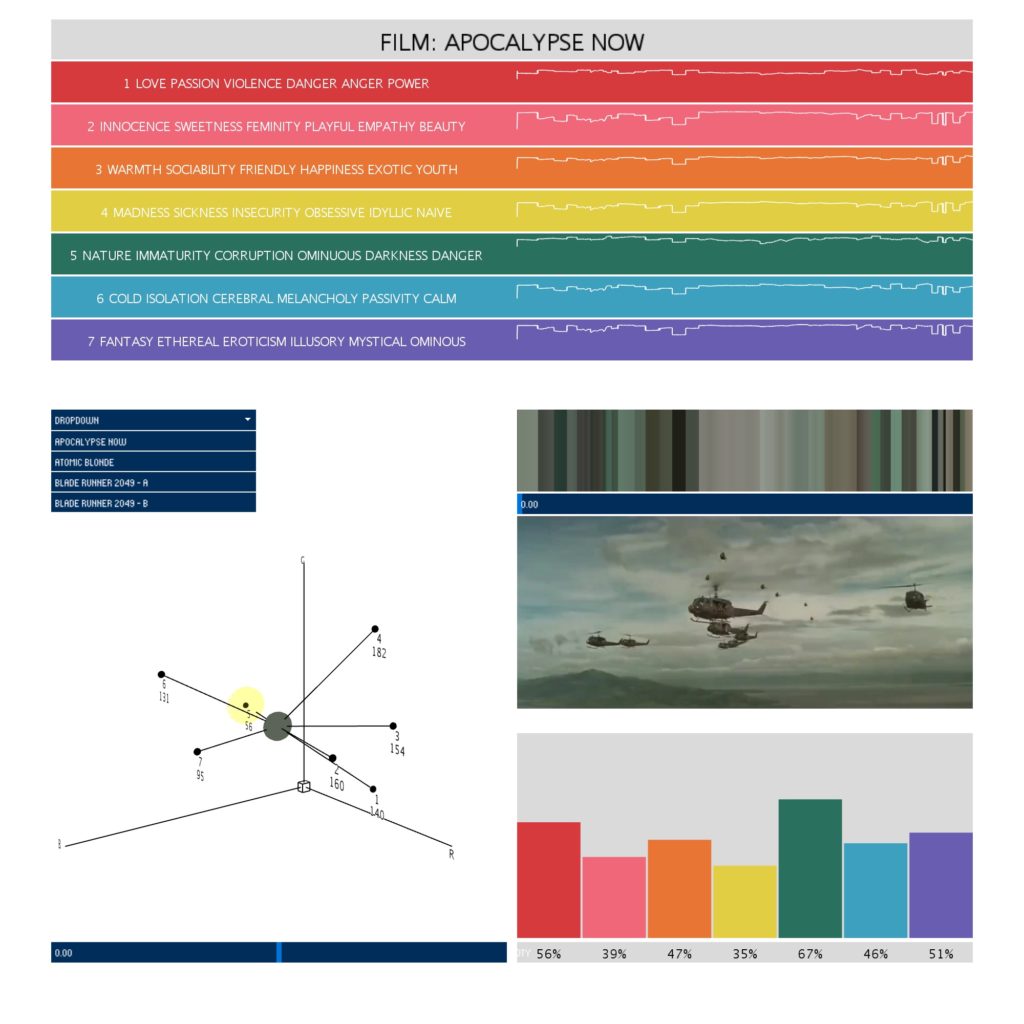 FILM: APOCALYPSE NOW
1 LOVE PASSION VIOLENCE DANGER ANGER POWER
2 INNOCENCE SWEETNESS FEMINITY PLAYFUL EMPATHY BEAUTY
3 WARMTH SOCIABILITY FRIENDLY HAPPINESS EXOTIC YOUTH
4 MADNESS SICKNESS INSECURITY OBSESSIVE IDYLLIC NAIVE
5 NATURE IMMATURITY CORRUPTION OMINUOUS DARKNESS DANGER
6 COLD ISOLATION CEREBRAL MELANCHOLY PASSIVITY CALM
7 FANTASY ETHEREAL EROTICISM ILLUSORY MYSTICAL OMINOUS
DROPDOWN
APOCALYPSE NOW
ATOMIC BLONDE
BLADE RUNNER 2049 - A
BLADE RUNNER 2049 - B
0.00
G
4
182
6
131
5
56
3
154
7
95
2
160
1
140
B
R
0.00
56% 39% 47% 35% 67% 46% 51%